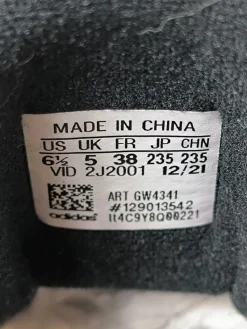 MADE IN CHINA
US UK FR JP CHN
6½ 5 38 235 235
VID 2J2001 12/21
ART GW4341
#129013542
adidas® 1t4C9Y8Q00221